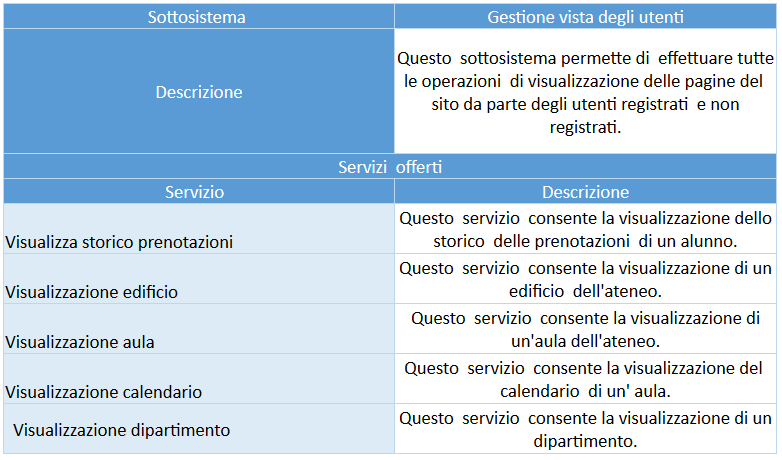 Sottosistema
Gestione vista degli utenti
Descrizione
Questo sottosistema permette di effettuare tutte
le operazioni di visualizzazione delle pagine del
sito da parte degli utenti registrati e non
registrati.
Servizi offerti
Servizio
Descrizione
Visualizza storico prenotazioni
Questo servizio consente la visualizzazione dello
storico delle prenotazioni di un alunno.
Visualizzazione edificio
Questo servizio consente la visualizzazione di un
edificio dell'ateneo.
Visualizzazione aula
Questo servizio consente la visualizzazione di
un'aula dell'ateneo.
Visualizzazione calendario
Questo servizio consente la visualizzazione del
calendario di un' aula.
Visualizzazione dipartimento
Questo servizio consente la visualizzazione di un
dipartimento.